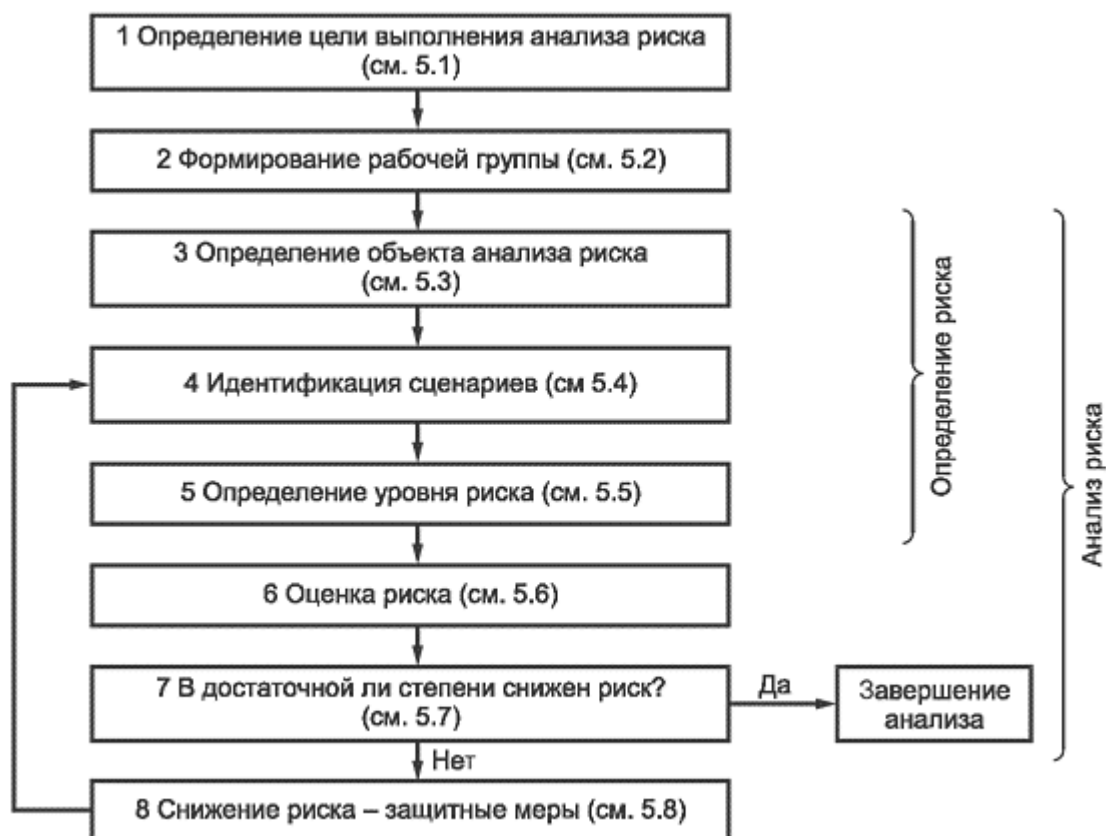 1 Определение цели выполнения анализа риска
(см. 5.1)
2 Формирование рабочей группы (см. 5.2)
3 Определение объекта анализа риска
(см. 5.3)
4 Идентификация сценариев (см 5.4)
5 Определение уровня риска (см. 5.5)
6 Оценка риска (см. 5.6)
7 В достаточной ли степени снижен риск?
(см. 5.7)
Да
Завершение
анализа
Нет
8 Снижение риска – защитные меры (см. 5.8)
Определение риска
Анализ риска